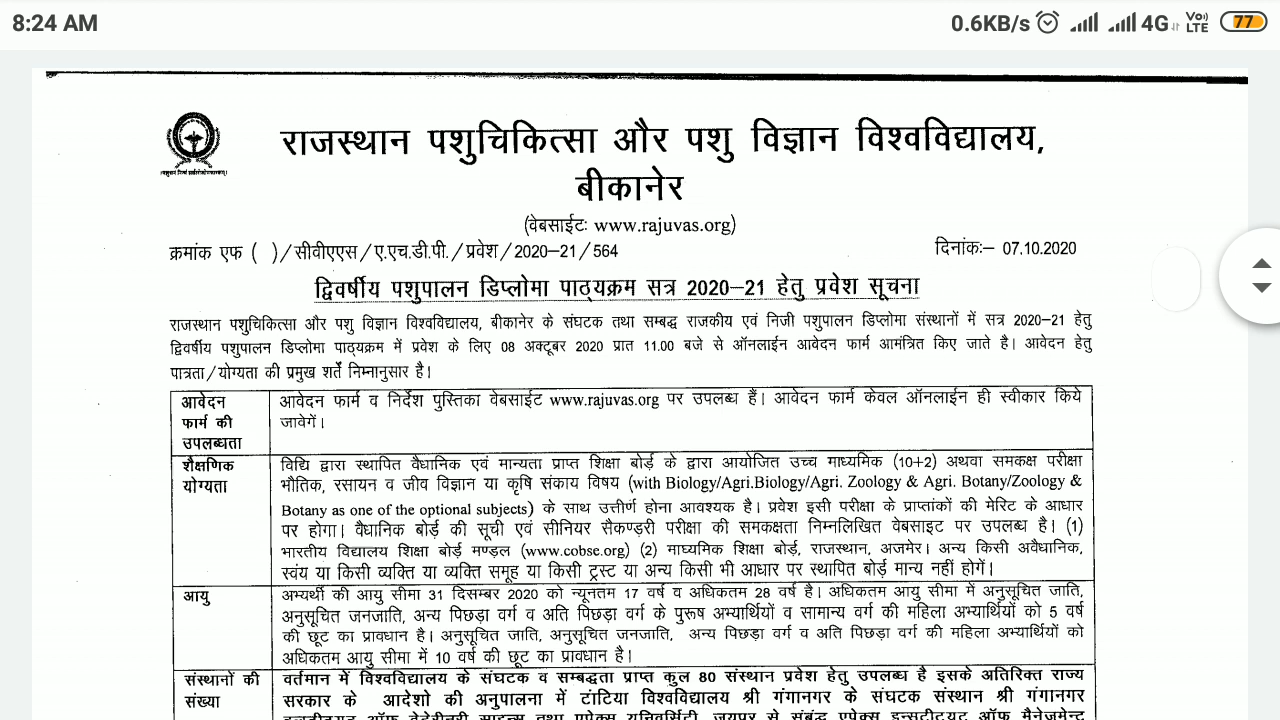 8:24 AM
0.6KB/s 4G Vo) LTE 77
राजस्थान पशुचिकित्सा और पशु विज्ञान विश्वविद्यालय,
बीकानेर
(वेबसाईटः www.rajuvas.org)
क्रमांक एफ ( )/सीवीएएस/ए.एच.डी.पी./प्रवेश/2020–21/564
दिनांकः– 07.10.2020
द्विवर्षीय पशुपालन डिप्लोमा पाठ्यक्रम सत्र 2020–21 हेतु प्रवेश सूचना
राजस्थान पशुचिकित्सा और पशु विज्ञान विश्वविद्यालय, बीकानेर के संघटक तथा सम्बद्ध राजकीय एवं निजी पशुपालन डिप्लोमा संस्थानों में सत्र 2020–21 हेतु
द्विवर्षीय पशुपालन डिप्लोमा पाठ्यक्रम में प्रवेश के लिए 08 अक्टूबर 2020 प्रात 11.00 बजे से ऑनलाईन आवेदन फार्म आमंत्रित किए जाते है। आवेदन हेतु
पात्रता/योग्यता की प्रमुख शर्तें निम्नानुसार है।
आवेदन
फार्म की
उपलब्धता
आवेदन फार्म व निर्देश पुस्तिका वेबसाईट www.rajuvas.org पर उपलब्ध हैं। आवेदन फार्म केवल ऑनलाईन ही स्वीकार किये
जावेगें।
शैक्षणिक
योग्यता
विद्यि द्वारा स्थापित वैधानिक एवं मान्यता प्राप्त शिक्षा बोर्ड के द्वारा आयोजित उच्च माध्यमिक (10+2) अथवा समकक्ष परीक्षा
भौतिक, रसायन व जीव विज्ञान या कृषि संकाय विषय (with Biology/Agri.Biology/Agri. Zoology & Agri. Botany/Zoology &
Botany as one of the optional subjects) के साथ उत्तीर्ण होना आवश्यक है। प्रवेश इसी परीक्षा के प्राप्तांकों की मेरिट के आधार
पर होगा। वैधानिक बोर्ड की सूची एवं सीनियर सैकण्ड़री परीक्षा की समकक्षता निम्नलिखित वेबसाइट पर उपलब्ध है। (1)
भारतीय विद्यालय शिक्षा बोर्ड मण्ड़ल (www.cobse.org) (2) माघ्यमिक शिक्षा बोर्ड, राजस्थान, अजमेर। अन्य किसी अवैधानिक,
स्वंय या किसी व्यक्ति या व्यक्ति समूह या किसी ट्रस्ट या अन्य किसी भी आधार पर स्थापित बोर्ड मान्य नहीं होगें।
आयु
अभ्यर्थी की आयु सीमा 31 दिसम्बर 2020 को न्यूनतम 17 वर्ष व अधिकतम 28 वर्ष है। अधिकतम आयु सीमा में अनुसूचित जाति,
अनुसूचित जनजाति, अन्य पिछड़ा वर्ग व अति पिछड़ा वर्ग के पुरूष अभ्यार्थियों व सामान्य वर्ग की महिला अभ्यार्थियों को 5 वर्ष
की छूट का प्रावधान है। अनुसूचित जाति, अनुसूचित जनजाति, अन्य पिछड़ा वर्ग व अति पिछड़ा वर्ग की महिला अभ्यार्थियों को
अधिकतम आयु सीमा में 10 वर्ष की छूट का प्रावधान है।
संस्थानों की
संख्या
वर्तमान में विश्वविद्यालय के संघटक व सम्बद्धता प्राप्त कुल 80 संस्थान प्रवेश हेतु उपलब्ध है इसके अतिरिक्त राज्य
सरकार के आदेशो की अनुपालना में टांटिया विश्वविद्यालय श्री गंगानगर के संघटक संस्थान श्री गंगानगर